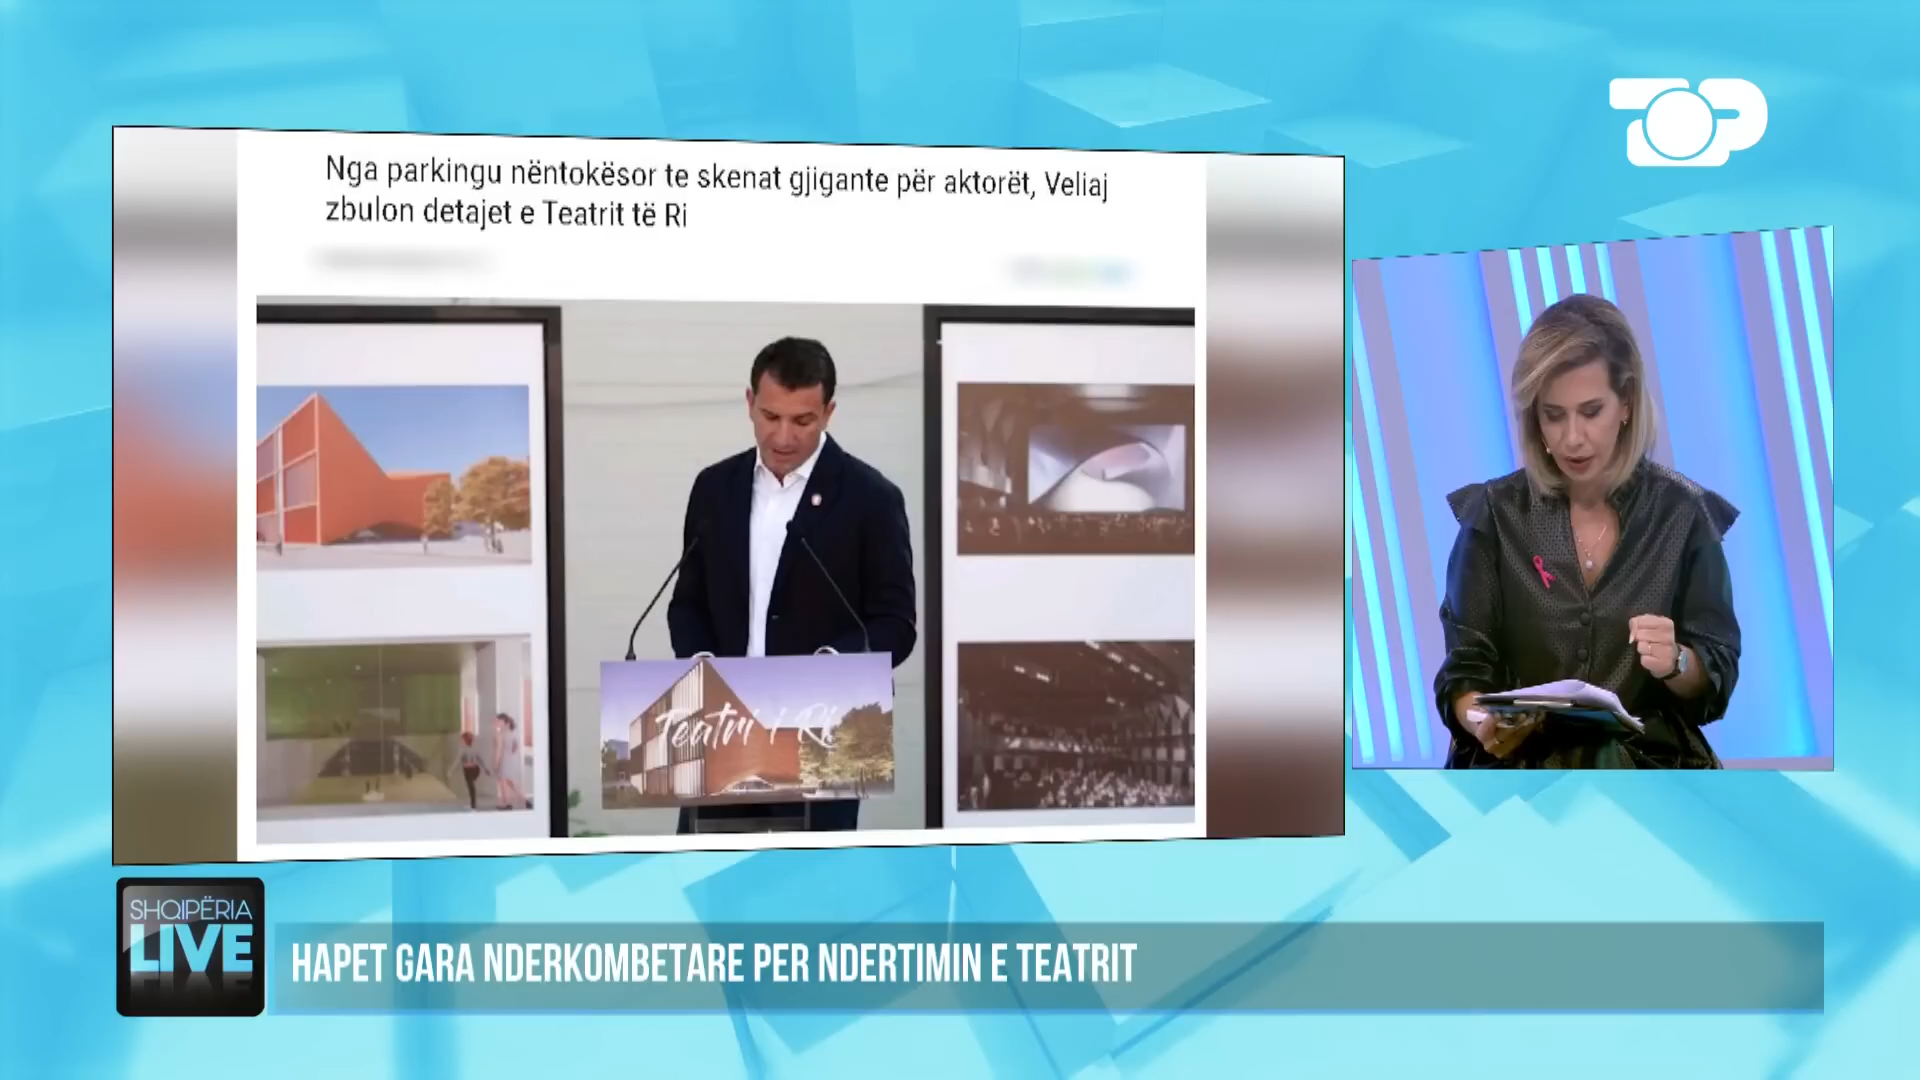 TOP
Nga parkingu nëntokësor te skenat gjigante për aktorët, Veliaj
zbulon detajet e Teatrit të Ri
Teatri i Ri
SHQIPËRIA
LIVE
HAPET GARA NDERKOMBETARE PER NDERTIMIN E TEATRIT